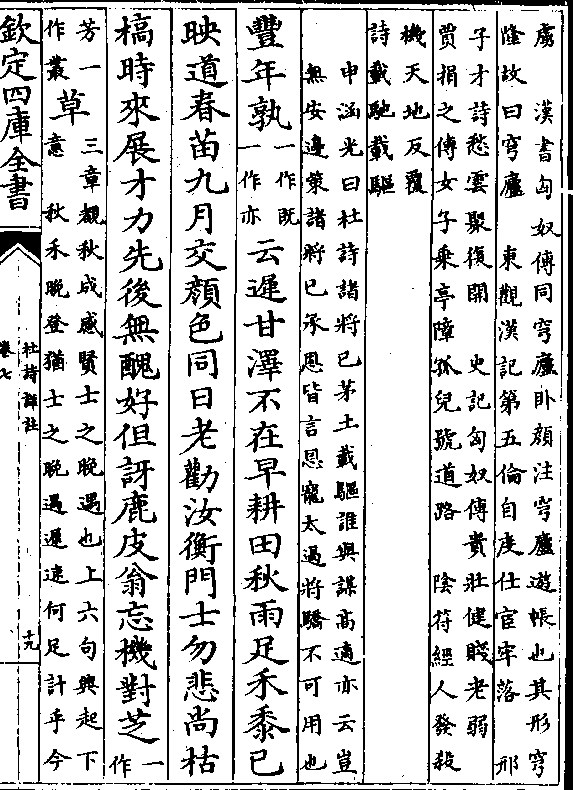 虜　漢書匈奴傳同穹廬卧顔注穹廬遊帳也其形穹
窿故曰穹廬　東觀漢記第五倫自度仕宦牢落　邢
子才詩愁雲聚復開　史記匈奴傳貴壯健賤老弱
賈捐之傳女子乘亭障孤兒號道路　陰符經人發殺
機天地反覆
詩載馳載驅
申涵光曰杜詩諸將已茅土載驅誰與謀高適亦云豈
無安邊策諸將已承恩皆言恩寵太過將驕不可用也
豐年孰一作既一作亦云遲甘澤不在早耕田秋雨足禾黍已
映道春苗九月交顔色同日老勸汝衡門士勿悲尚枯
槁時來展才力先後無醜好但訝鹿皮翁忘機對芝一作
芳一作叢草　三章覩秋成感賢士之晚遇也上六句興起下
意　秋禾晚登猶士之晚遇遲速何足計乎今
欽定四庫全書
杜詩詳註
卷七
十九